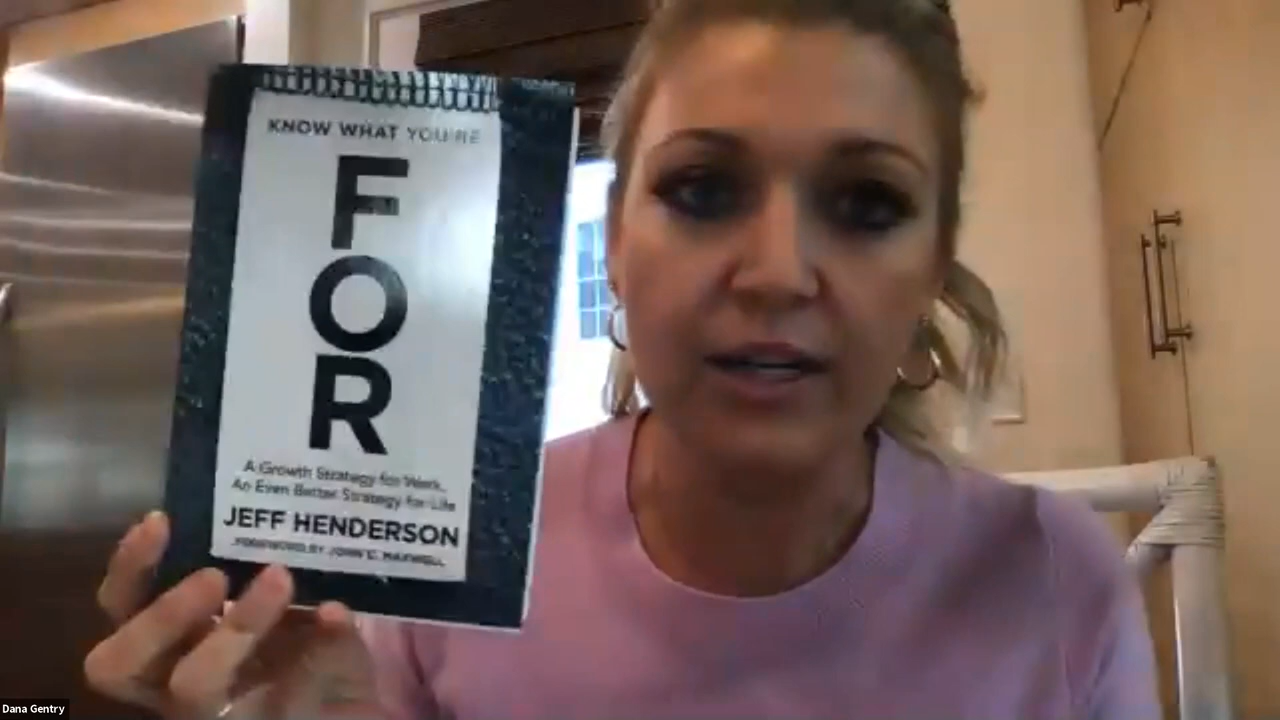 KNOW WHAT YOU'RE
F
O
R
A Growth Strategy for Work,
An Even Better Strategy for Life
JEFF HENDERSON
FOREWORD BY JOHN C. MAXWELL
Dana Gentry